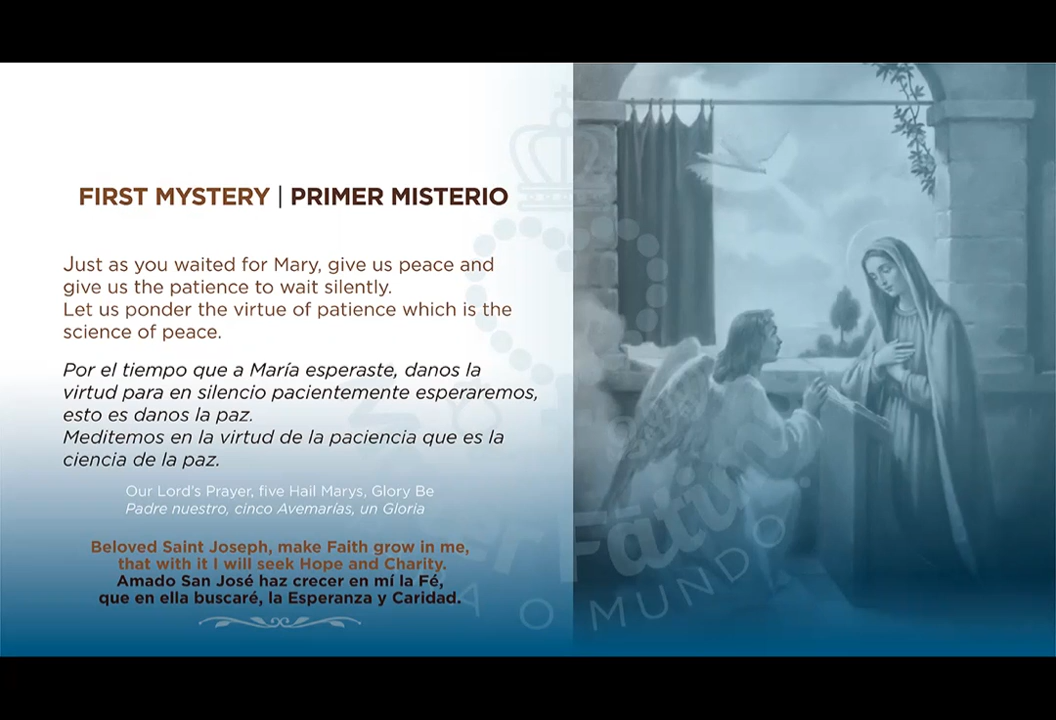 FIRST MYSTERY | PRIMER MISTERIO
Just as you waited for Mary, give us peace and
give us the patience to wait silently.
Let us ponder the virtue of patience which is the
science of peace.
Por el tiempo que a María esperaste, danos la
virtud para en silencio pacientemente esperaremos,
esto es danos la paz.
Meditemos en la virtud de la paciencia que es la
ciencia de la paz.
Our Lord's Prayer, five Hail Marys, Glory Be
Padre nuestro, cinco Avemarías, un Gloria
Beloved Saint Joseph, make Faith grow in me,
that with it I will seek Hope and Charity.
Amado San José haz crecer en mí la Fé,
que en ella buscaré, la Esperanza y Caridad.
er Fátima
A O MUNDO